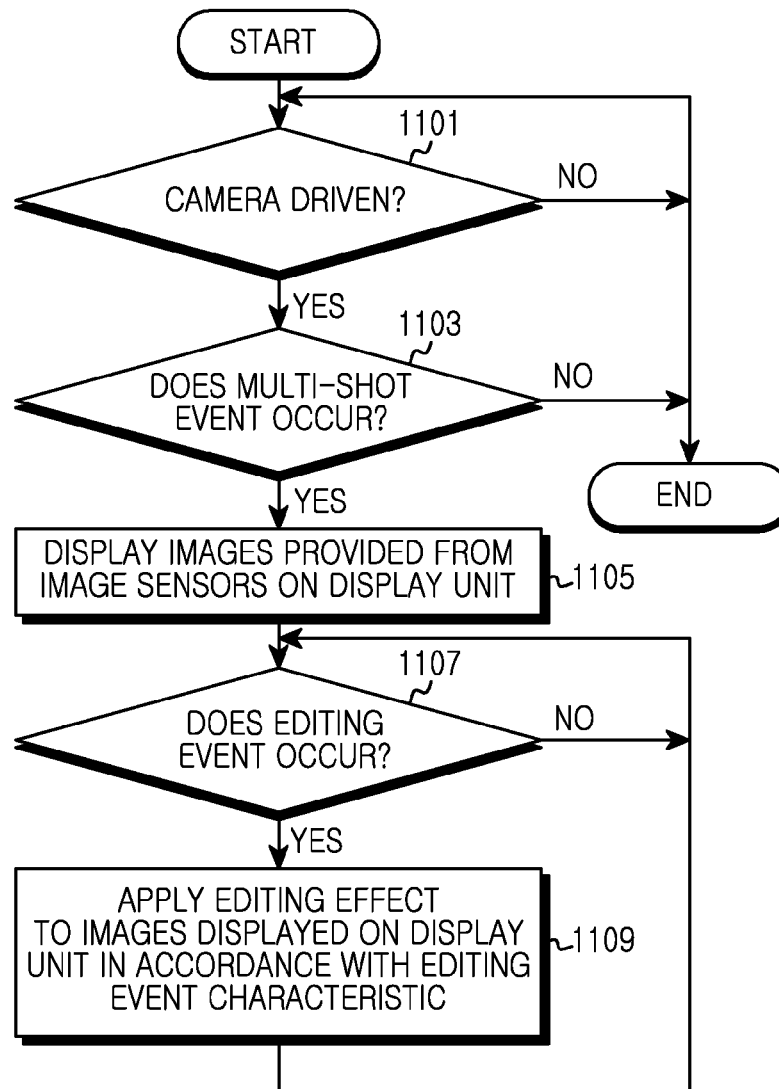 START
1101
CAMERA DRIVEN?
NO
YES
1103
DOES MULTI-SHOT
EVENT OCCUR?
NO
YES
END
DISPLAY IMAGES PROVIDED FROM
IMAGE SENSORS ON DISPLAY UNIT
1105
1107
DOES EDITING
EVENT OCCUR?
NO
YES
APPLY EDITING EFFECT
TO IMAGES DISPLAYED ON DISPLAY
UNIT IN ACCORDANCE WITH EDITING
EVENT CHARACTERISTIC
1109